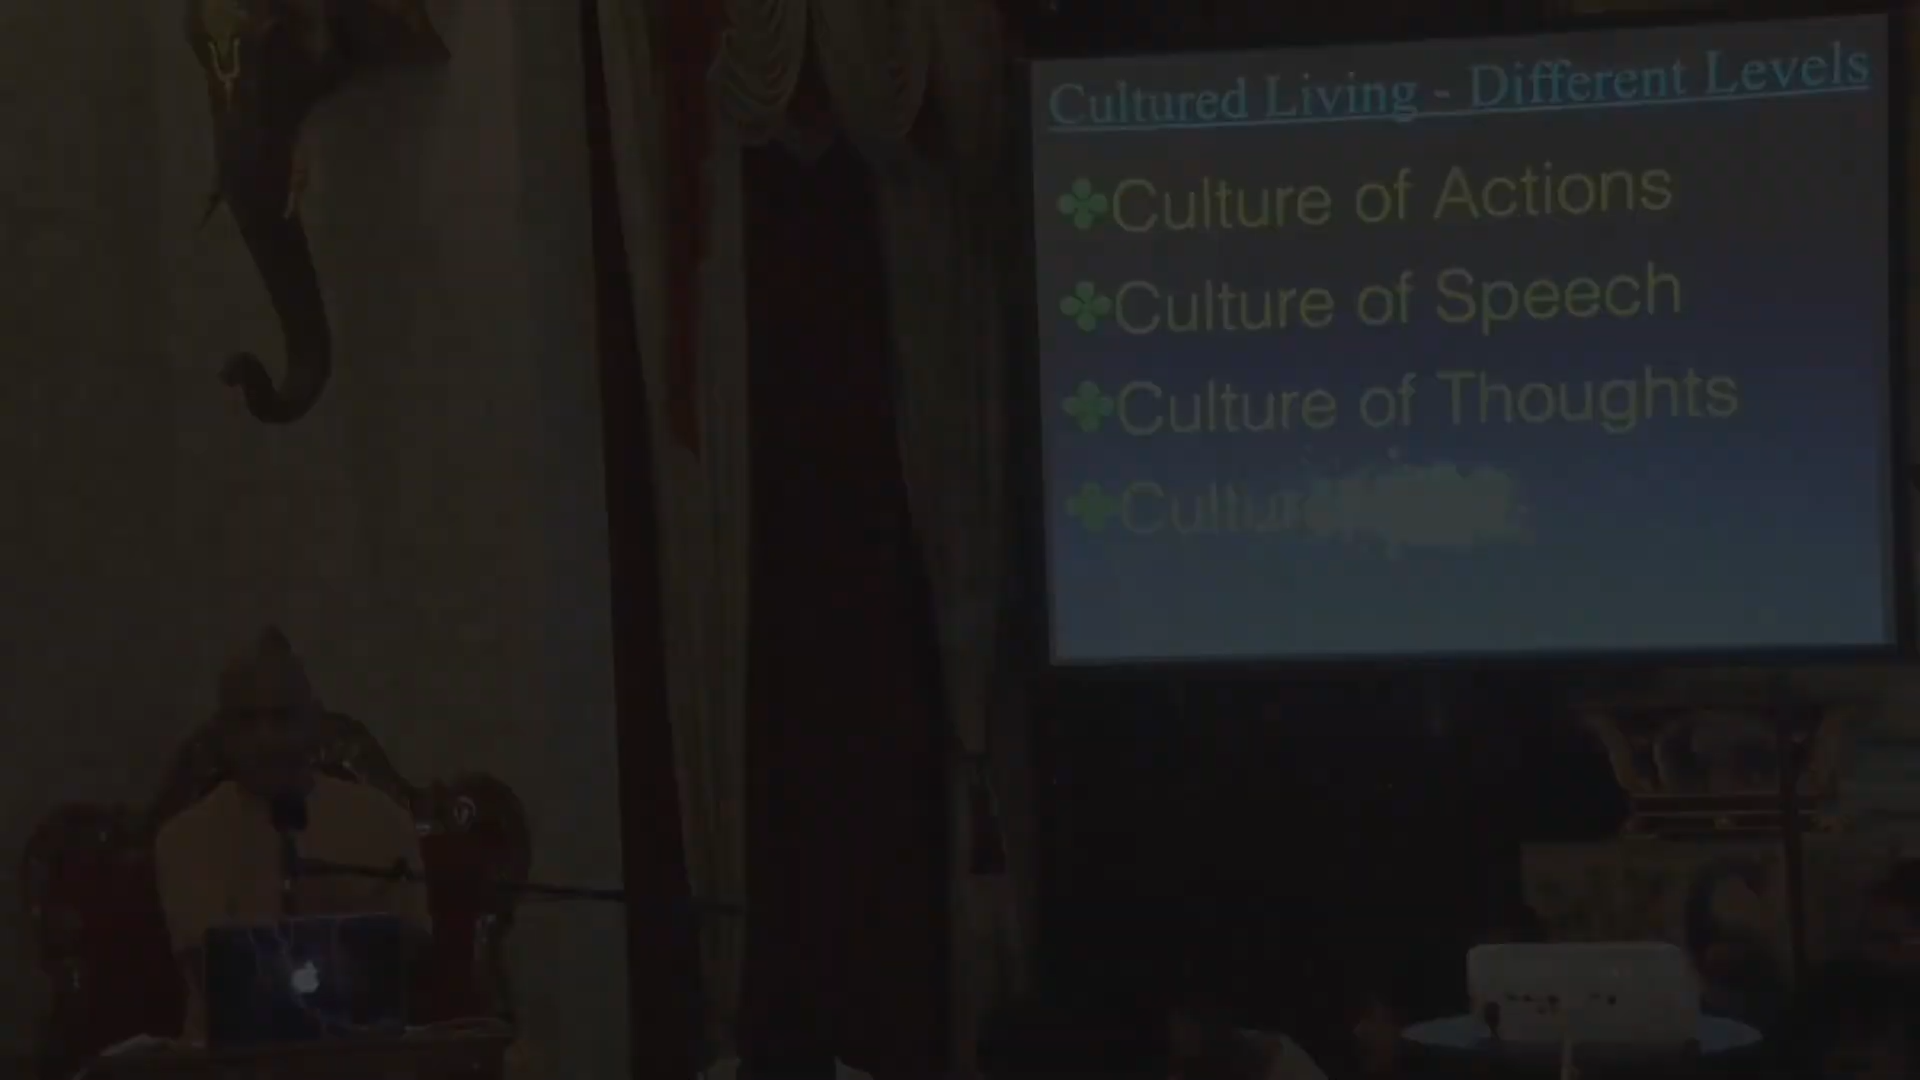 Cultured Living - Different Levels
Culture of Actions
Culture of Speech
Culture of Thoughts